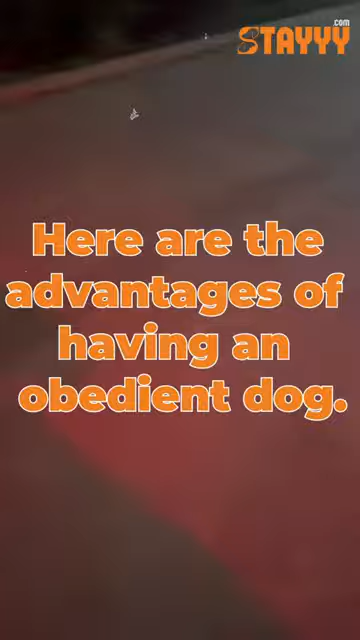 STAYYY.com
Here are the
advantages of
having an
obedient dog.